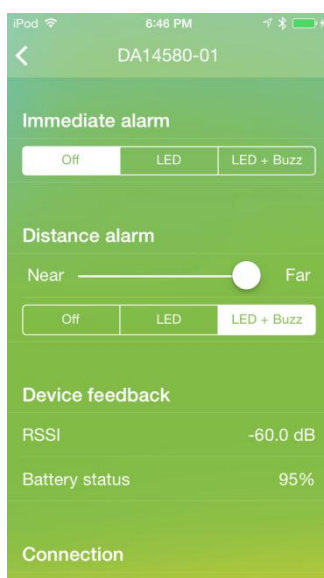 iPod 6:46 PM
DA14580-01
Immediate alarm
Off LED LED + Buzz
Distance alarm
Near Far
Off LED LED + Buzz
Device feedback
RSSI -60.0 dB
Battery status 95%
Connection